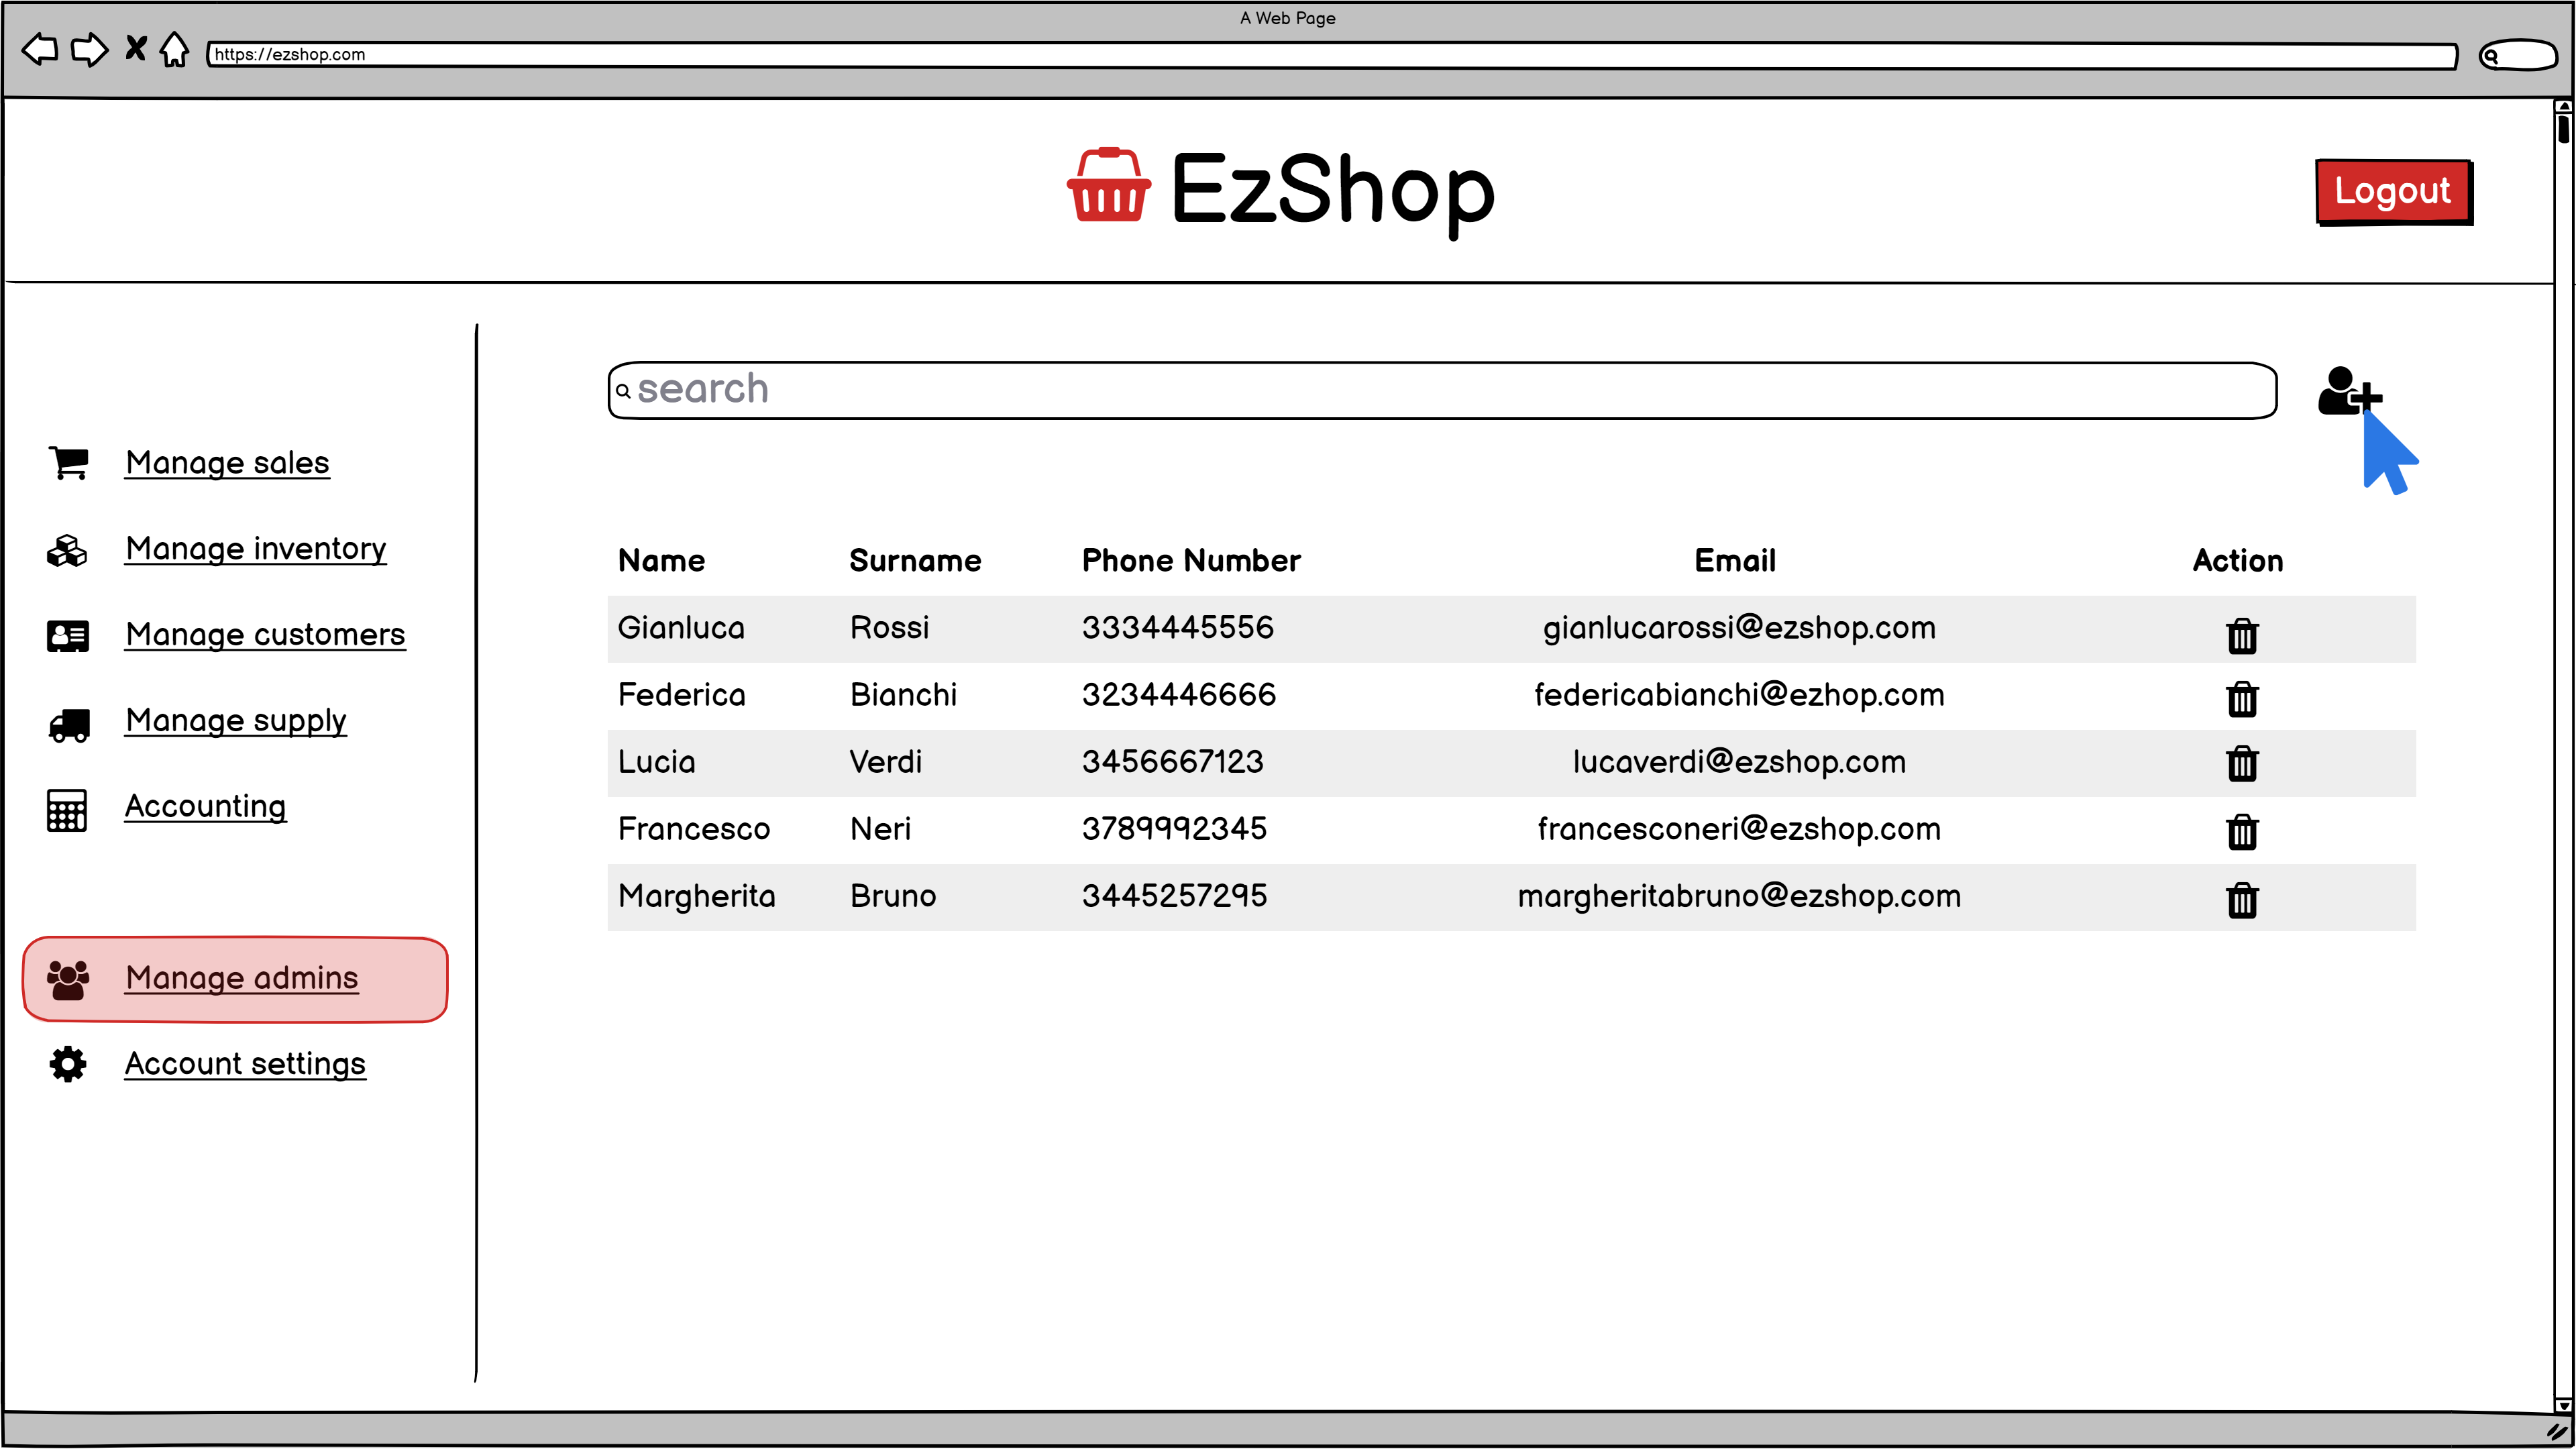 A Web Page
https://ezshop.com
EzShop
Logout
search
Manage sales
Manage inventory
Manage customers
Manage supply
Accounting
Manage admins
Account settings
Name Surname Phone Number Email Action
Gianluca Rossi 3334445556 gianlucarossi@ezshop.com
Federica Bianchi 3234446666 federicabianchi@ezhop.com
Lucia Verdi 3456667123 lucaverdi@ezshop.com
Francesco Neri 3789992345 francesconeri@ezshop.com
Margherita Bruno 3445257295 margheritabruno@ezshop.com